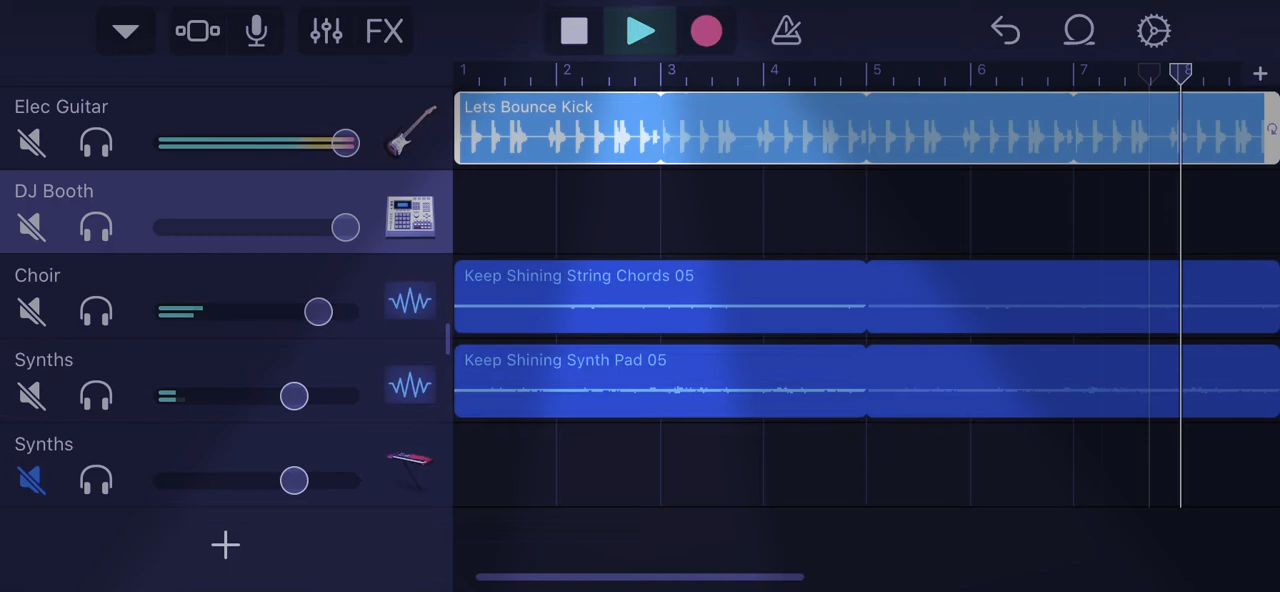 FX
1 2 3 4 5 6 7 8
Elec Guitar
Lets Bounce Kick
DJ Booth
Choir
Keep Shining String Chords 05
Synths
Keep Shining Synth Pad 05
Synths